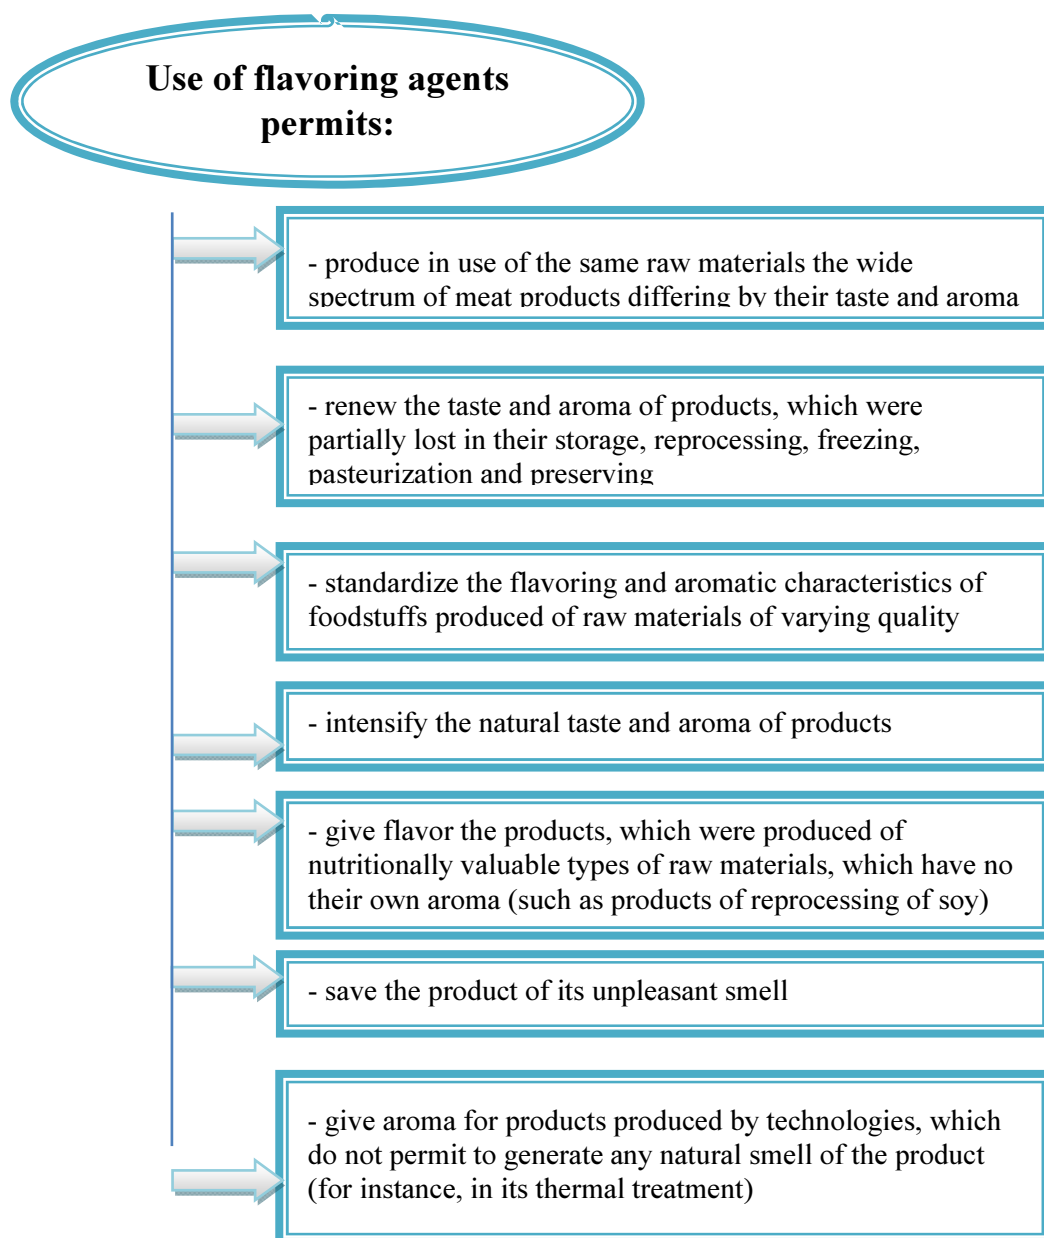 Use of flavoring agents
permits:
- produce in use of the same raw materials the wide
spectrum of meat products differing by their taste and aroma
- renew the taste and aroma of products, which were
partially lost in their storage, reprocessing, freezing,
pasteurization and preserving
- standardize the flavoring and aromatic characteristics of
foodstuffs produced of raw materials of varying quality
- intensify the natural taste and aroma of products
- give flavor the products, which were produced of
nutritionally valuable types of raw materials, which have no
their own aroma (such as products of reprocessing of soy)
- save the product of its unpleasant smell
- give aroma for products produced by technologies, which
do not permit to generate any natural smell of the product
(for instance, in its thermal treatment)